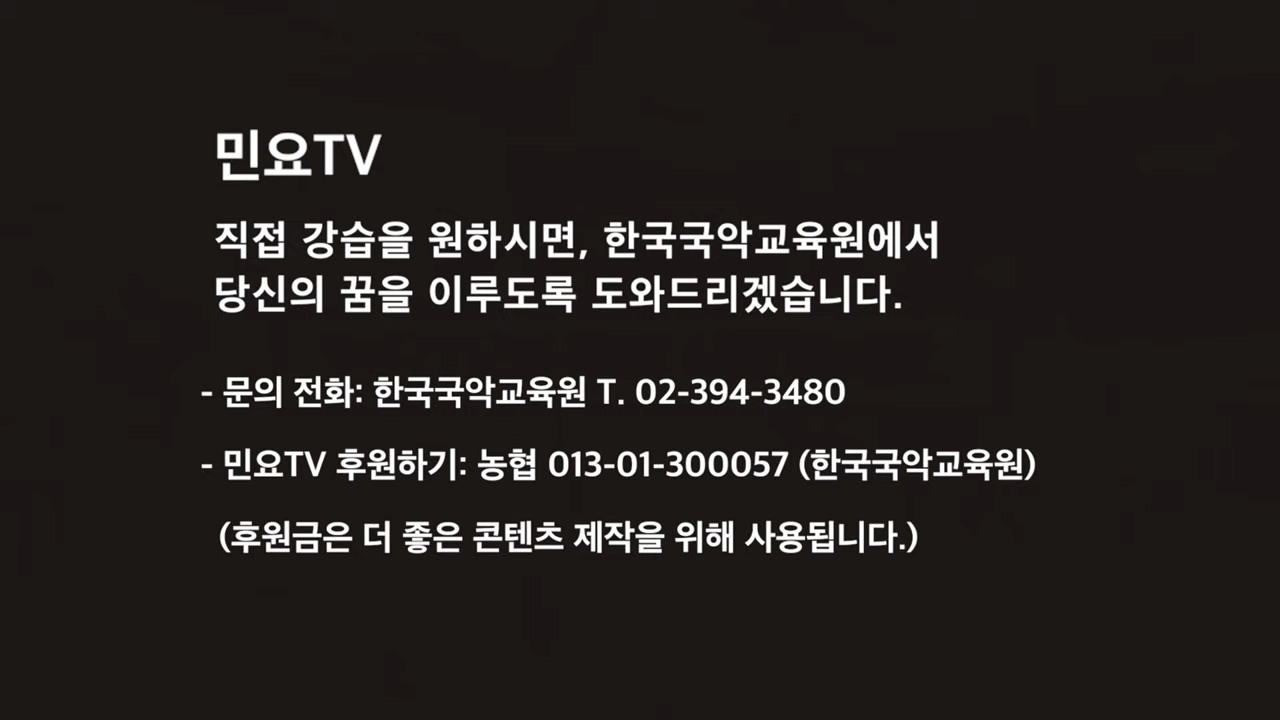 민요TV
직접 강습을 원하시면, 한국국악교육원에서
당신의 꿈을 이루도록 도와드리겠습니다.
- 문의 전화: 한국국악교육원 T. 02-394-3480
- 민요TV 후원하기: 농협 013-01-300057 (한국국악교육원)
(후원금은 더 좋은 콘텐츠 제작을 위해 사용됩니다.)